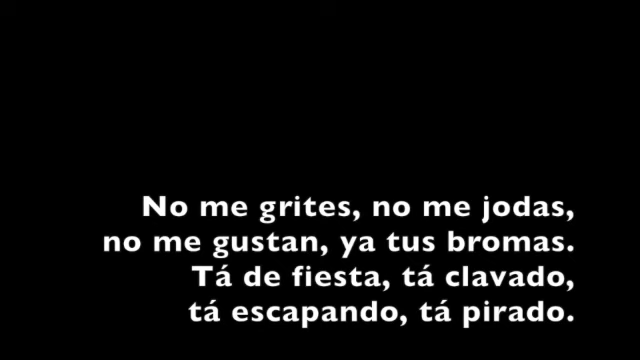 No me grites, no me jodas,
no me gustan, ya tus bromas.
Tá de fiesta, tá clavado,
tá escapando, tá pirado.